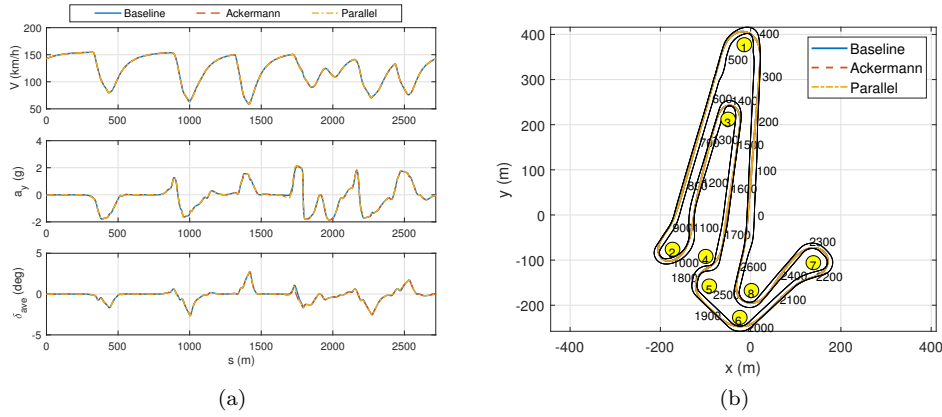 Baseline Ackermann Parallel
200
150
100
50
V (km/h)
0 500 1000 1500 2000 2500
s (m)
4
2
0
-2
a_y (g)
0 500 1000 1500 2000 2500
s (m)
5
0
-5
δ_ave (deg)
0 500 1000 1500 2000 2500
s (m)
(a)
Baseline
Ackermann
Parallel
400
300
200
100
0
-100
-200
y (m)
-400 -200 0 200 400
x (m)
400
300
200
100
0
500
600
700
800
900
1000
1100
1200
1300
1400
1500
1600
1700
1800
1900
2000
2100
2200
2300
2400
2500
2600
1
2
3
4
5
6
7
8
(b)